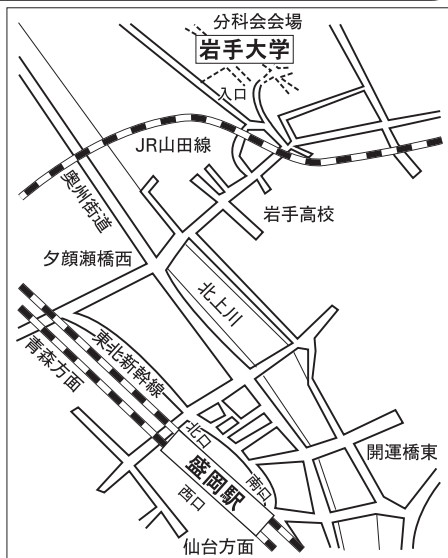 分科会会場
岩手大学
入口
JR山田線
奥州街道
岩手高校
夕顔瀬橋西
北上川
東北新幹線
青森方面
北口
盛岡駅
南口
西口
開運橋東
仙台方面